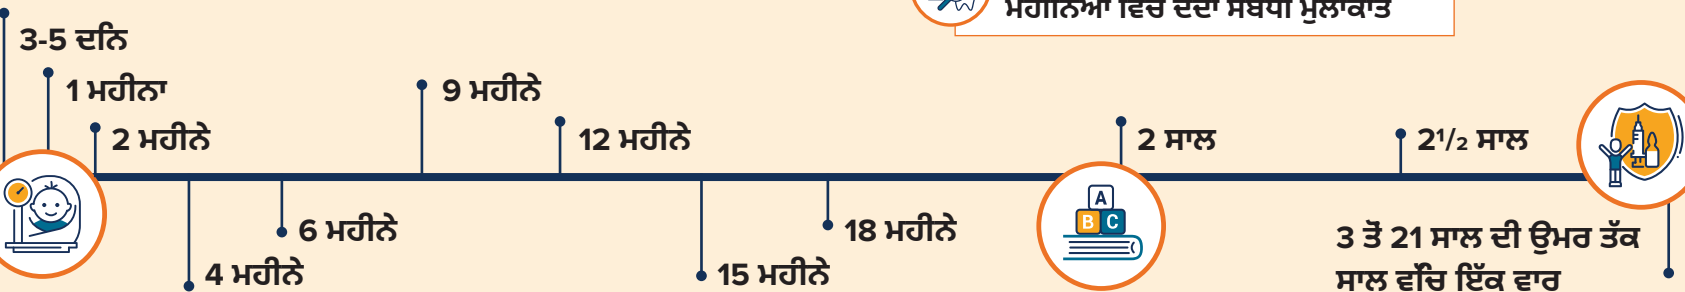 ਮਹੀਨਿਆਂ ਵਿੱਚ ਦੰਦਾਂ ਸੰਬੰਧੀ ਮੁਲਾਕਾਤ
3-5 ਦਨਿ
1 ਮਹੀਨਾ
2 ਮਹੀਨੇ
9 ਮਹੀਨੇ
12 ਮਹੀਨੇ
2 ਸਾਲ
2¹/₂ ਸਾਲ
6 ਮਹੀਨੇ
4 ਮਹੀਨੇ
18 ਮਹੀਨੇ
15 ਮਹੀਨੇ
A
B C
3 ਤੋਂ 21 ਸਾਲ ਦੀ ਉਮਰ ਤੱਕ
ਸਾਲ ਵੱਚਿ ਇੱਕ ਵਾਰ